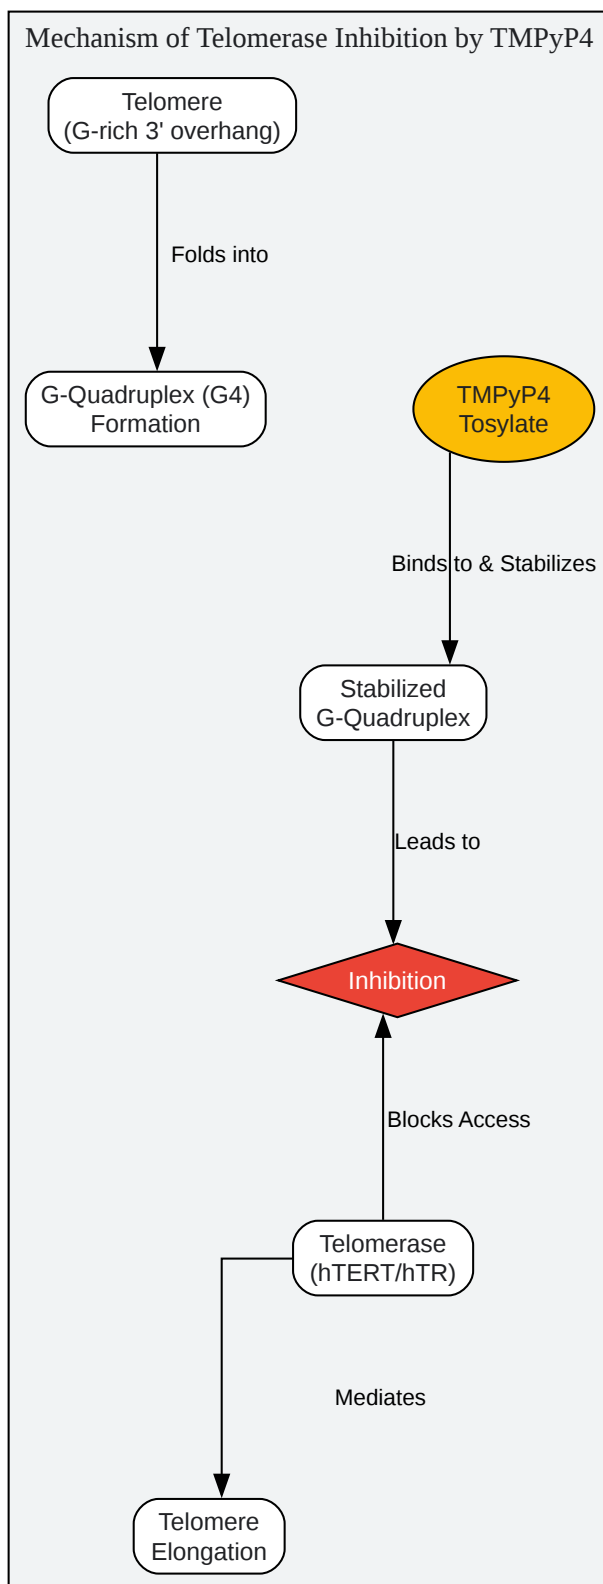 Mechanism of Telomerase Inhibition by TMPyP4
Telomere
(G-rich 3' overhang)
Folds into
G-Quadruplex (G4)
Formation
TMPyP4
Tosylate
Binds to & Stabilizes
Stabilized
G-Quadruplex
Leads to
Inhibition
Blocks Access
Telomerase
(hTERT/hTR)
Mediates
Telomere
Elongation